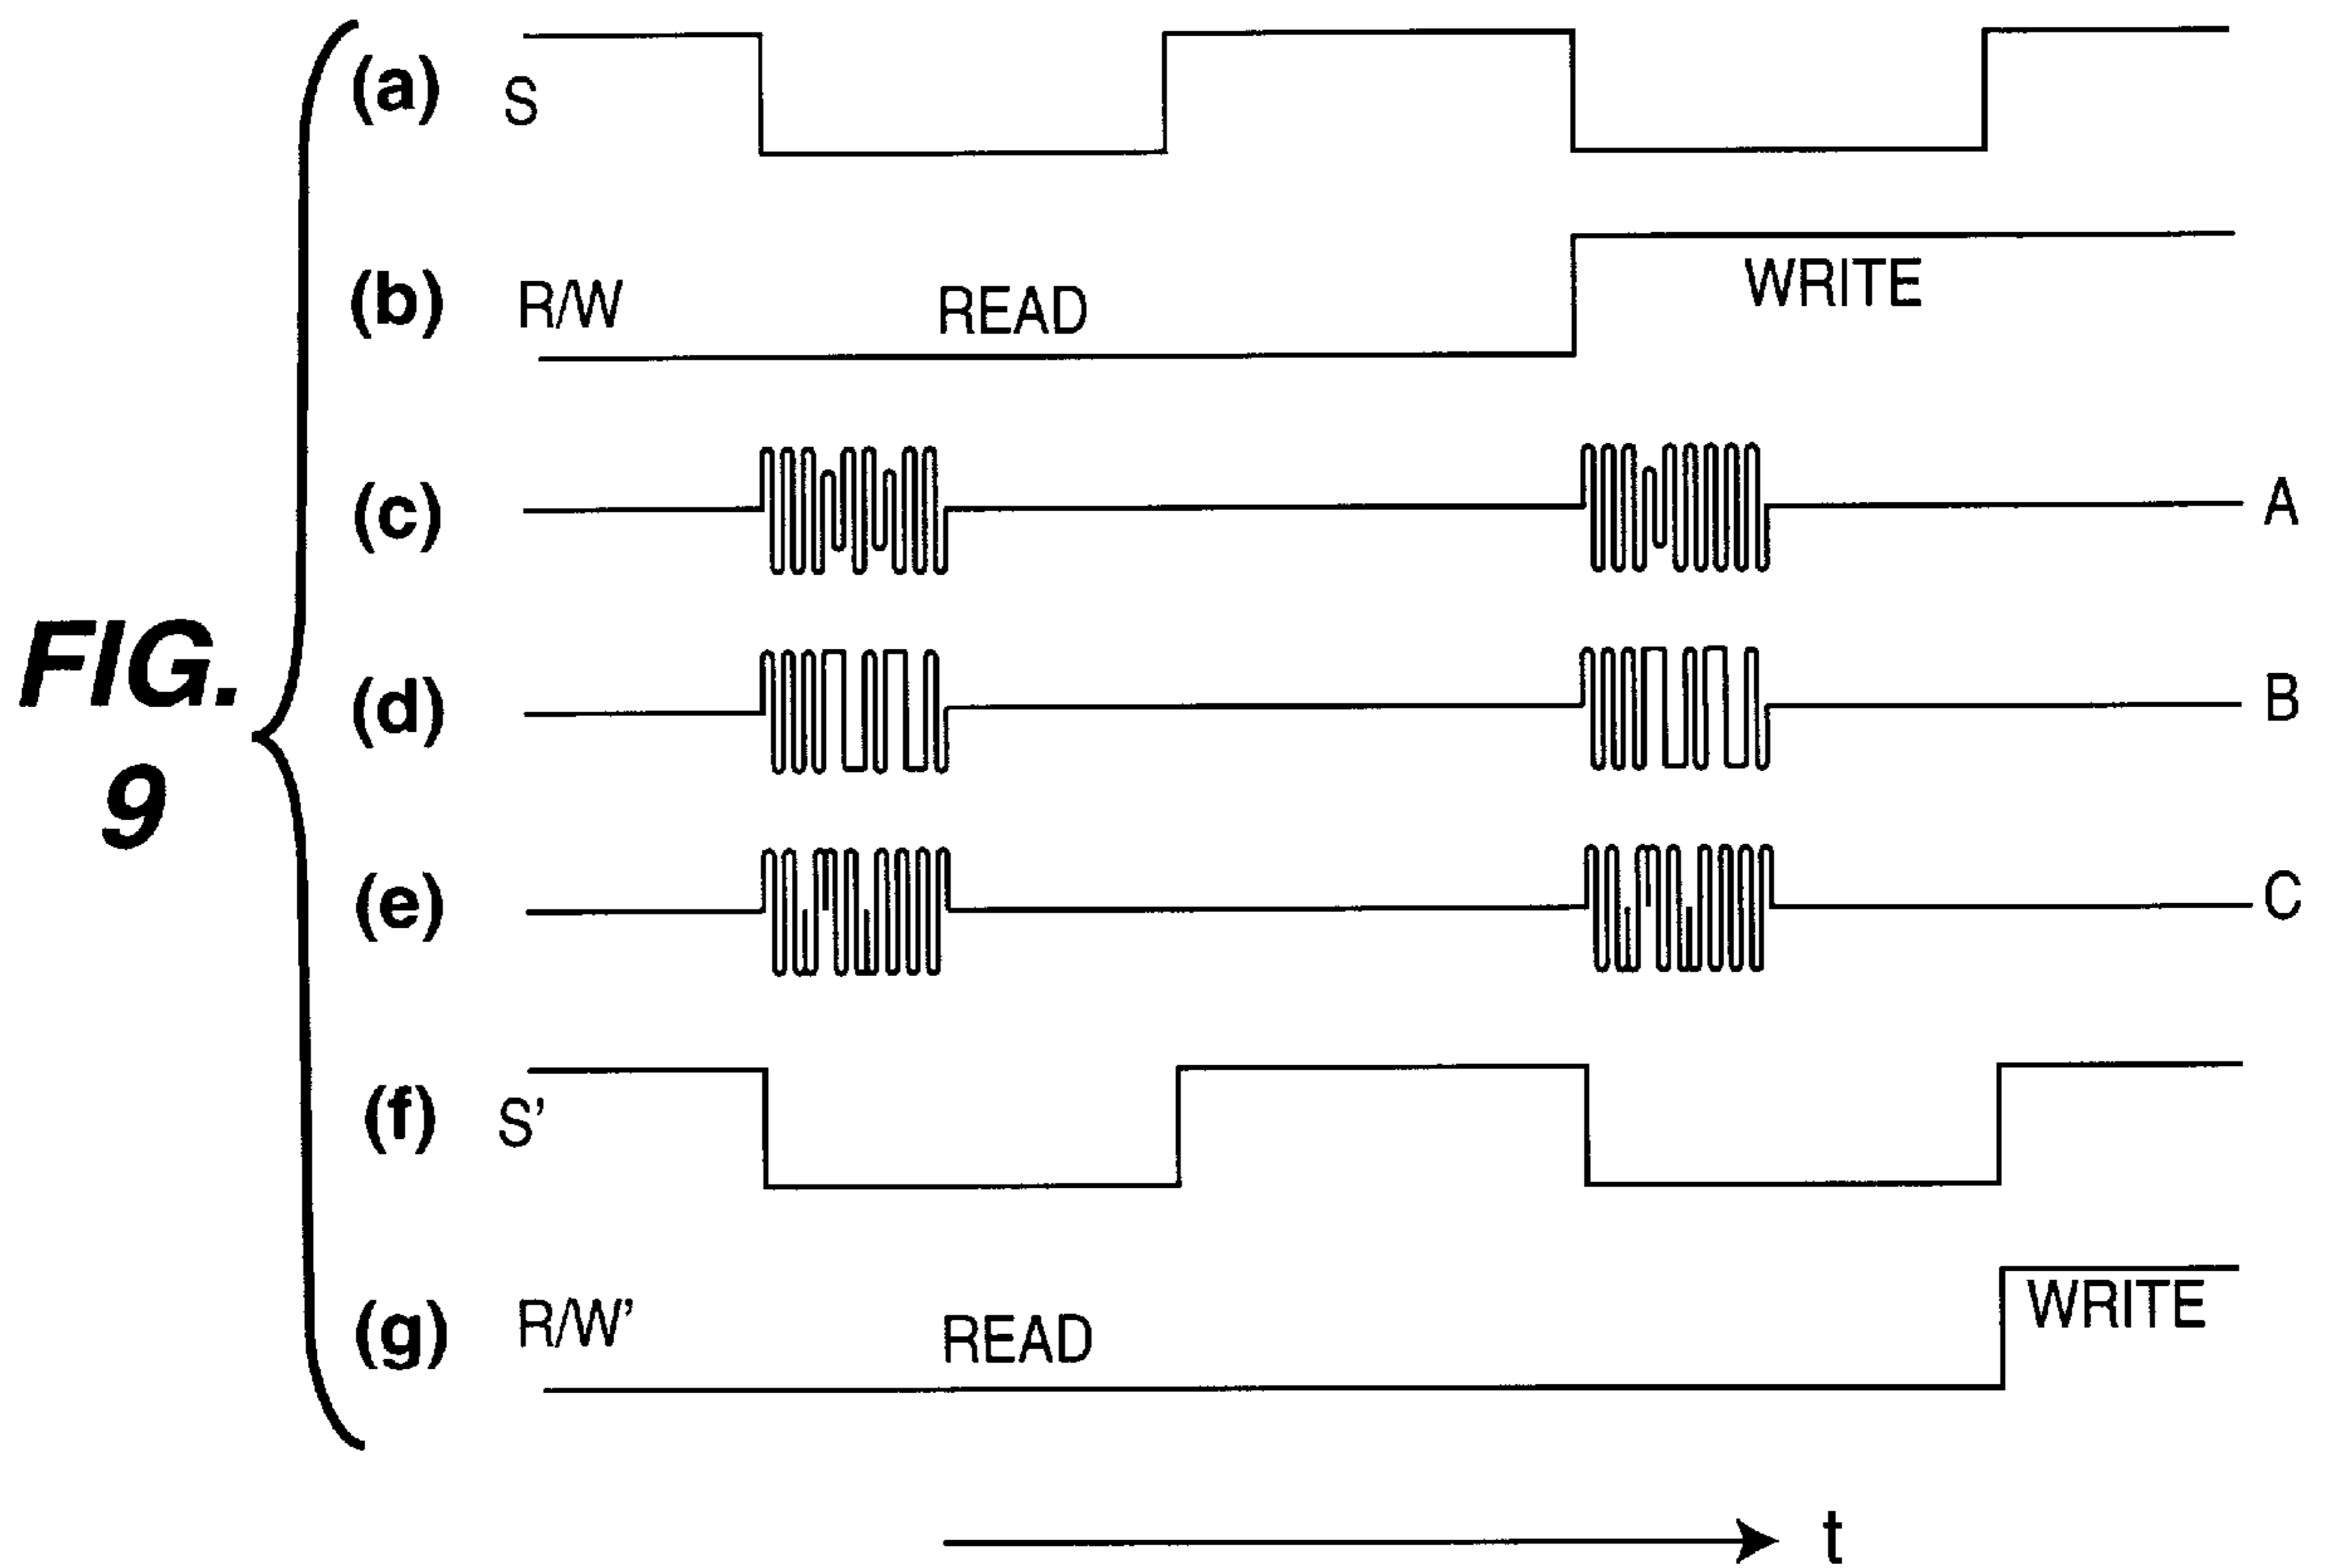 FIG. 9
(a) S
(b) R/W READ WRITE
(c) A
(d) B
(e) C
(f) S’
(g) R/W’ READ WRITE
t